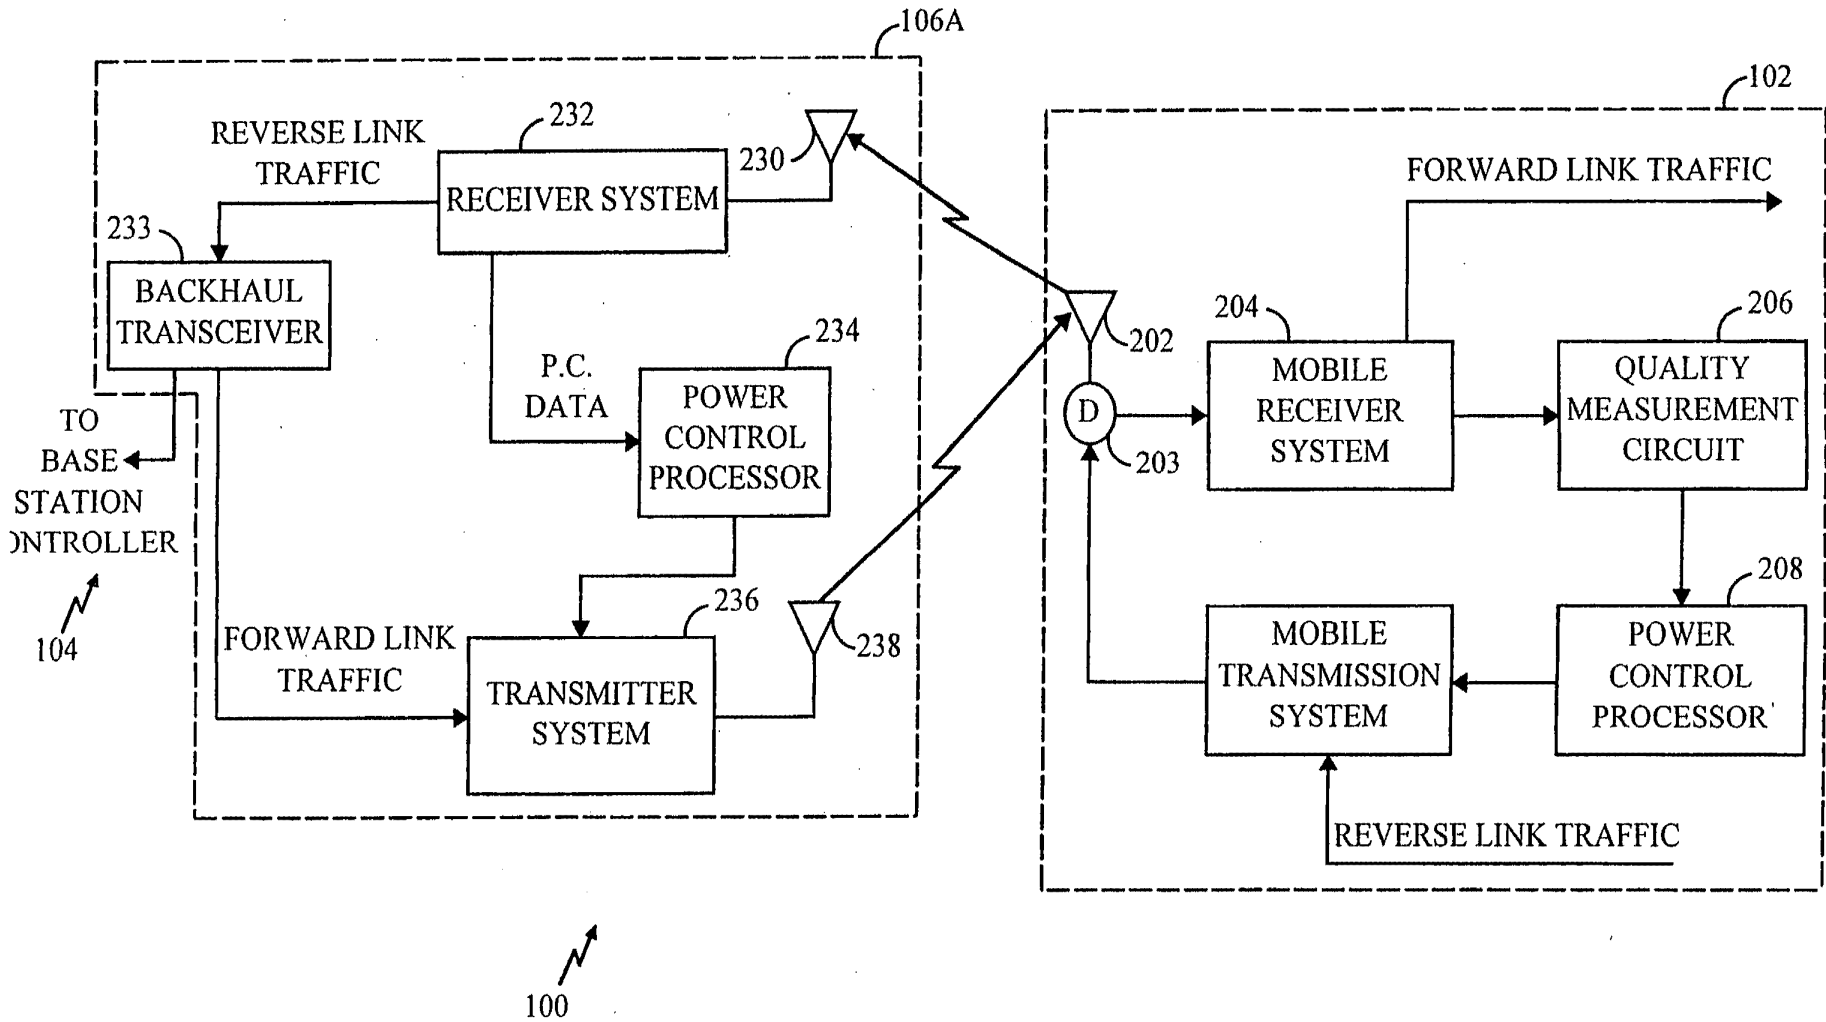 106A
102
REVERSE LINK
TRAFFIC
232
230
RECEIVER SYSTEM
FORWARD LINK TRAFFIC
233
BACKHAUL
TRANSCEIVER
P.C.
DATA
234
POWER
CONTROL
PROCESSOR
TO
BASE
STATION
ONTROLLER
104
FORWARD LINK
TRAFFIC
236
TRANSMITTER
SYSTEM
238
202
D
203
204
MOBILE
RECEIVER
SYSTEM
206
QUALITY
MEASUREMENT
CIRCUIT
208
POWER
CONTROL
PROCESSOR
MOBILE
TRANSMISSION
SYSTEM
REVERSE LINK TRAFFIC
100